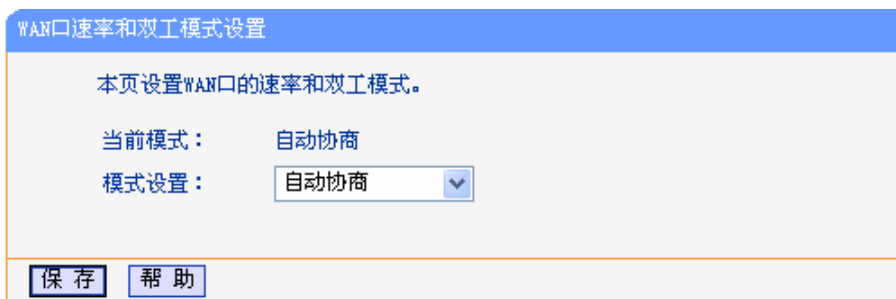 WAN口速率和双工模式设置
本页设置WAN口的速率和双工模式。
当前模式： 自动协商
模式设置： 自动协商
保 存 帮 助